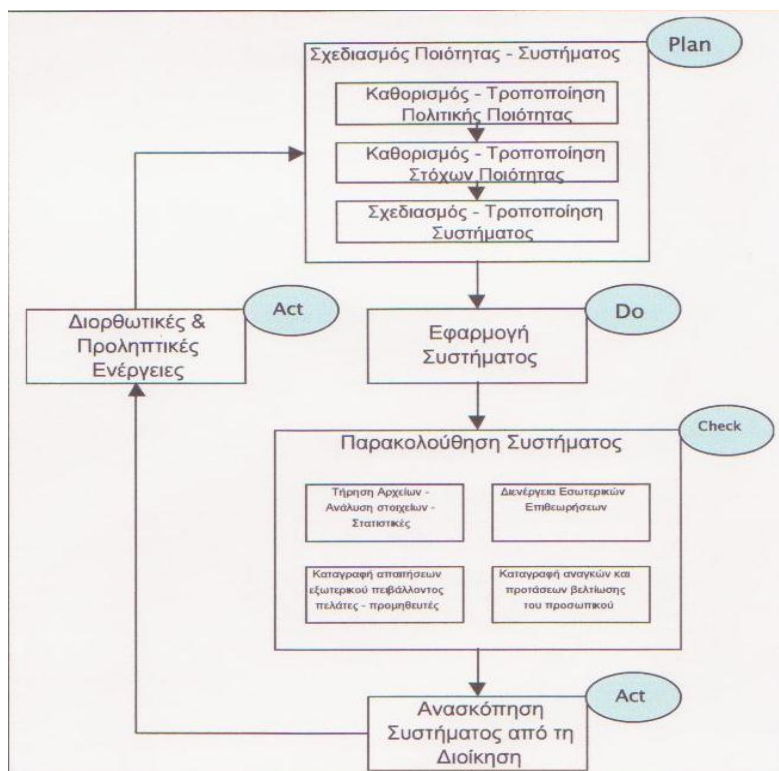 Plan
Σχεδιασμός Ποιότητας - Συστήματος
Καθορισμός - Τροποποίηση
Πολιτικής Ποιότητας
Καθορισμός - Τροποποίηση
Στόχων Ποιότητας
Σχεδιασμός - Τροποποίηση
Συστήματος
Act
Διορθωτικές &
Προληπτικές
Ενέργειες
Do
Εφαρμογή
Συστήματος
Check
Παρακολούθηση Συστήματος
Τήρηση Αρχείων -
Ανάλυση στοιχείων -
Στατιστικές
Διενέργεια Εσωτερικών
Επιθεωρήσεων
Καταγραφή απαιτήσεων
εξωτερικού πειβάλλοντος
πελάτες - προμηθευτές
Καταγραφή αναγκών και
προτάσεων βελτίωσης
του προσωπικού
Act
Ανασκόπηση
Συστήματος από τη
Διοίκηση